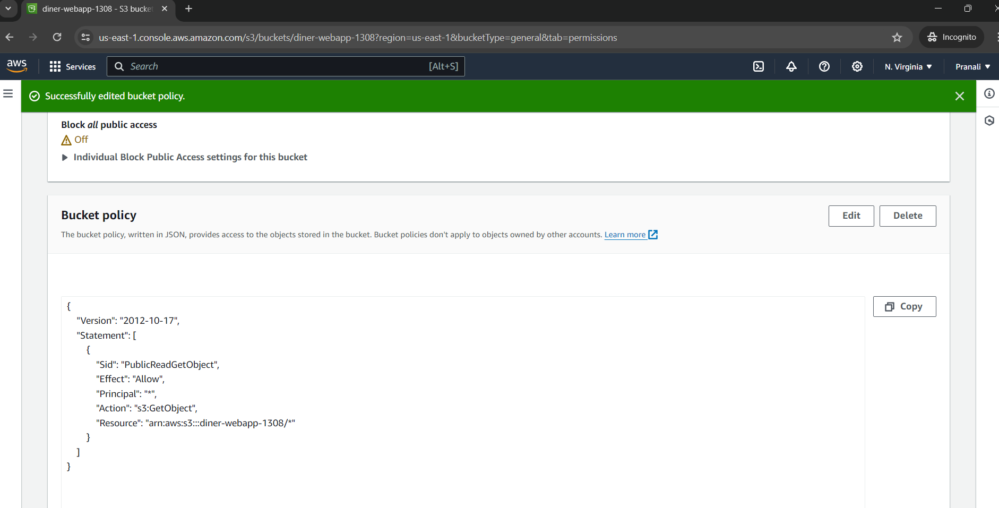 diner-webapp-1308 - S3 bucke
us-east-1.console.aws.amazon.com/s3/buckets/diner-webapp-1308?region=us-east-1&bucketType=general&tab=permissions
Incognito
aws
Services
Search
[Alt+S]
N. Virginia
Pranali
Successfully edited bucket policy.
Block all public access
Off
Individual Block Public Access settings for this bucket
Bucket policy
Edit
Delete
The bucket policy, written in JSON, provides access to the objects stored in the bucket. Bucket policies don't apply to objects owned by other accounts. Learn more
Copy
{
"Version": "2012-10-17",
"Statement": [
{
"Sid": "PublicReadGetObject",
"Effect": "Allow",
"Principal": "*",
"Action": "s3:GetObject",
"Resource": "arn:aws:s3:::diner-webapp-1308/*"
}
]
}